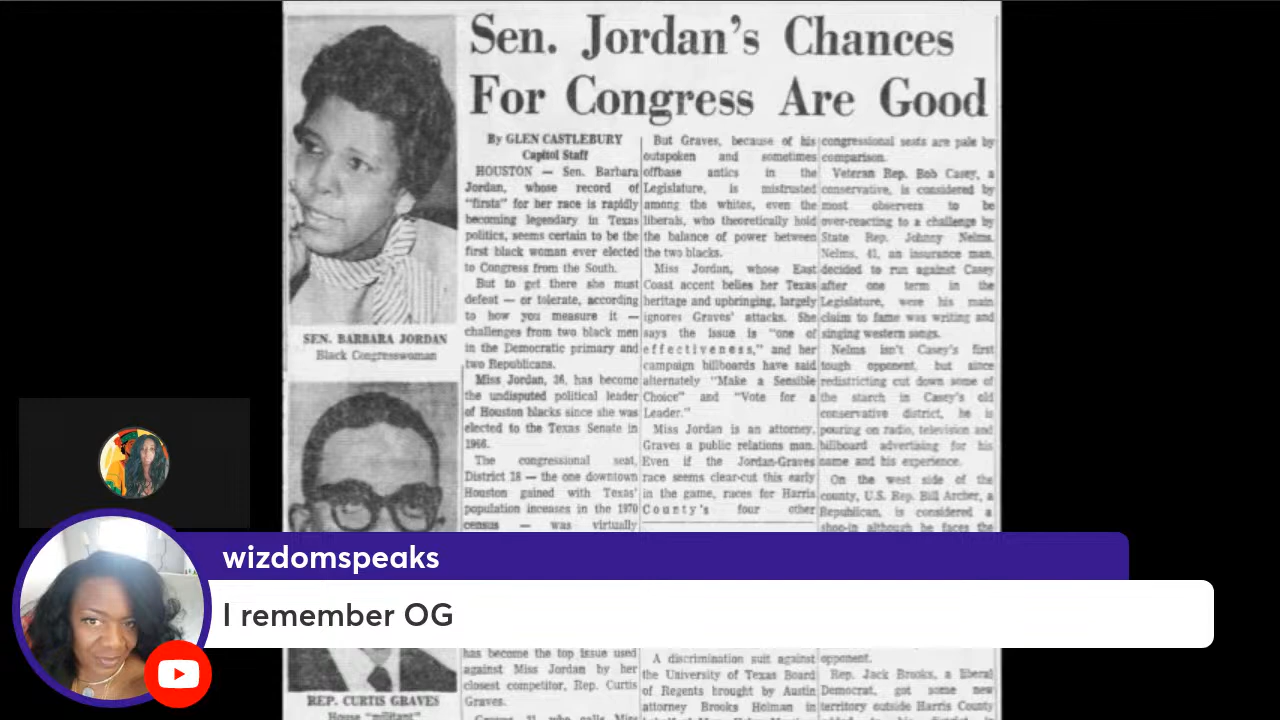 Sen. Jordan's Chances
For Congress Are Good
By GLEN CASTLEBURY
Capitol Staff
HOUSTON — Sen. Barbara
Jordan, whose record of
"firsts" for her race is rapidly
becoming legendary in Texas
politics, seems certain to be the
first black woman ever elected
to Congress from the South.
But to get there she must
defeat — or tolerate, according
to how you measure it —
challenges from two black men
in the Democratic primary and
two Republicans.
Miss Jordan, 36, has become
the undisputed political leader
of Houston blacks since she was
elected to the Texas Senate in
1966.
The congressional seat,
District 18 — the one downtown
Houston gained with Texas'
population inceases in the 1970
census — was virtually
has become the top issue used
against Miss Jordan by her
closest competitor, Rep. Curtis
Graves.
But Graves, because of his
outspoken and sometimes
offbase antics in the
Legislature, is mistrusted
among the whites, even the
liberals, who theoretically hold
the balance of power between
the two blacks.
Miss Jordan, whose East
Coast accent belies her Texas
heritage and upbringing, largely
ignores Graves' attacks. She
says the issue is "one of
effectiveness," and her
campaign billboards have said
alternately "Make a Sensible
Choice" and "Vote for a
Leader."
Miss Jordan is an attorney,
Graves a public relations man.
Even if the Jordan-Graves
race seems clear-cut this early
in the game, races for Harris
County's four other
A discrimination suit against
the University of Texas Board
of Regents brought by Austin
attorney Brooks Holman in
congressional seats are pale by
comparison.
Veteran Rep. Bob Casey, a
conservative, is considered by
most observers to be
over-reacting to a challenge by
State Rep. Johnny Nelms.
Nelms, 41, an insurance man,
decided to run against Casey
after one term in the
Legislature, were his main
claim to fame was writing and
singing western songs.
Nelms isn't Casey's first
tough opponent, but since
redistricting cut down some of
the starch in Casey's old
conservative district, he is
pouring on radio, television and
billboard advertising for his
name and his experience.
On the west side of the
county, U.S. Rep. Bill Archer, a
Republican, is considered a
shoo-in although he faces the
opponent.
Rep. Jack Brooks, a liberal
Democrat, got some new
territory outside Harris County
SEN. BARBARA JORDAN
Black Congresswoman
REP. CURTIS GRAVES
House "militant"
wizdomspeaks
I remember OG